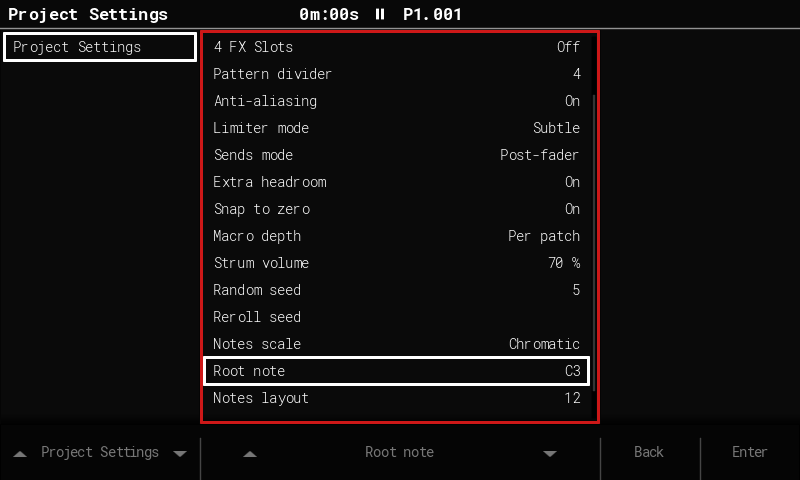 Project Settings 0m:00s P1.001
Project Settings
4 FX Slots Off
Pattern divider 4
Anti-aliasing On
Limiter mode Subtle
Sends mode Post-fader
Extra headroom On
Snap to zero On
Macro depth Per patch
Strum volume 70 %
Random seed 5
Reroll seed
Notes scale Chromatic
Root note C3
Notes layout 12
Project Settings Root note Back Enter